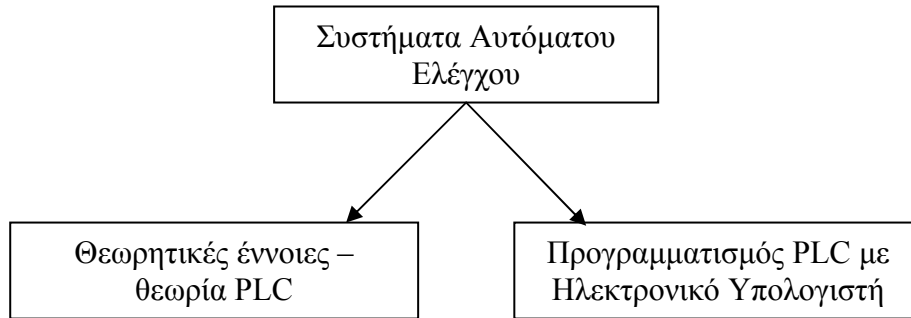 Συστήματα Αυτόματου
Ελέγχου
Θεωρητικές έννοιες –
θεωρία PLC
Προγραμματισμός PLC με
Ηλεκτρονικό Υπολογιστή